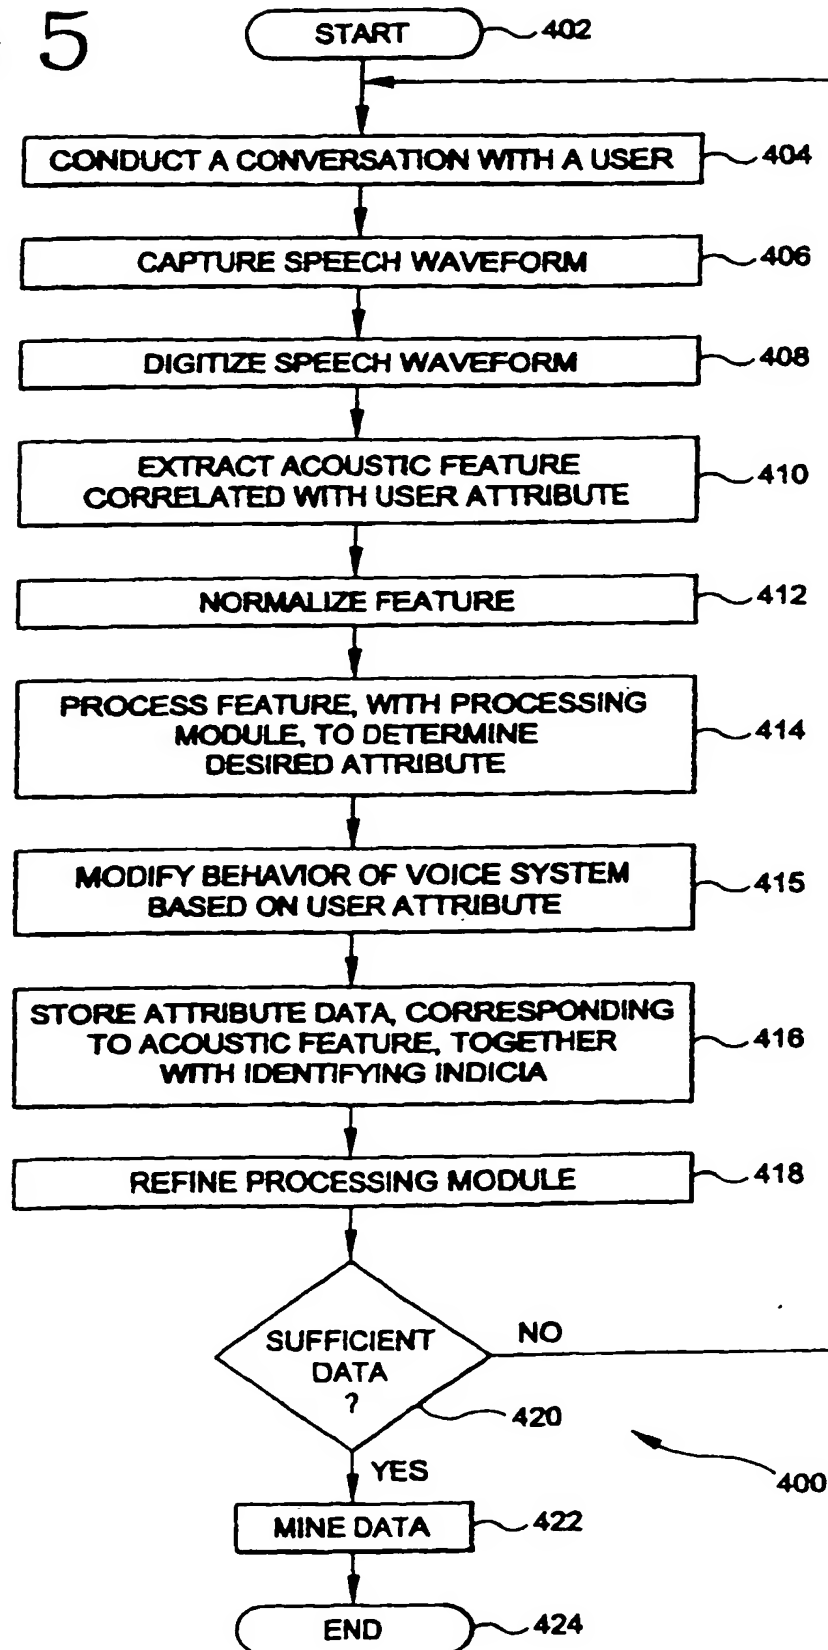 5
START 402
CONDUCT A CONVERSATION WITH A USER 404
CAPTURE SPEECH WAVEFORM 406
DIGITIZE SPEECH WAVEFORM 408
EXTRACT ACOUSTIC FEATURE
CORRELATED WITH USER ATTRIBUTE
410
NORMALIZE FEATURE 412
PROCESS FEATURE, WITH PROCESSING
MODULE, TO DETERMINE
DESIRED ATTRIBUTE
414
MODIFY BEHAVIOR OF VOICE SYSTEM
BASED ON USER ATTRIBUTE
415
STORE ATTRIBUTE DATA, CORRESPONDING
TO ACOUSTIC FEATURE, TOGETHER
WITH IDENTIFYING INDICIA
416
REFINE PROCESSING MODULE 418
SUFFICIENT
DATA
?
NO
420
YES
400
MINE DATA 422
END 424